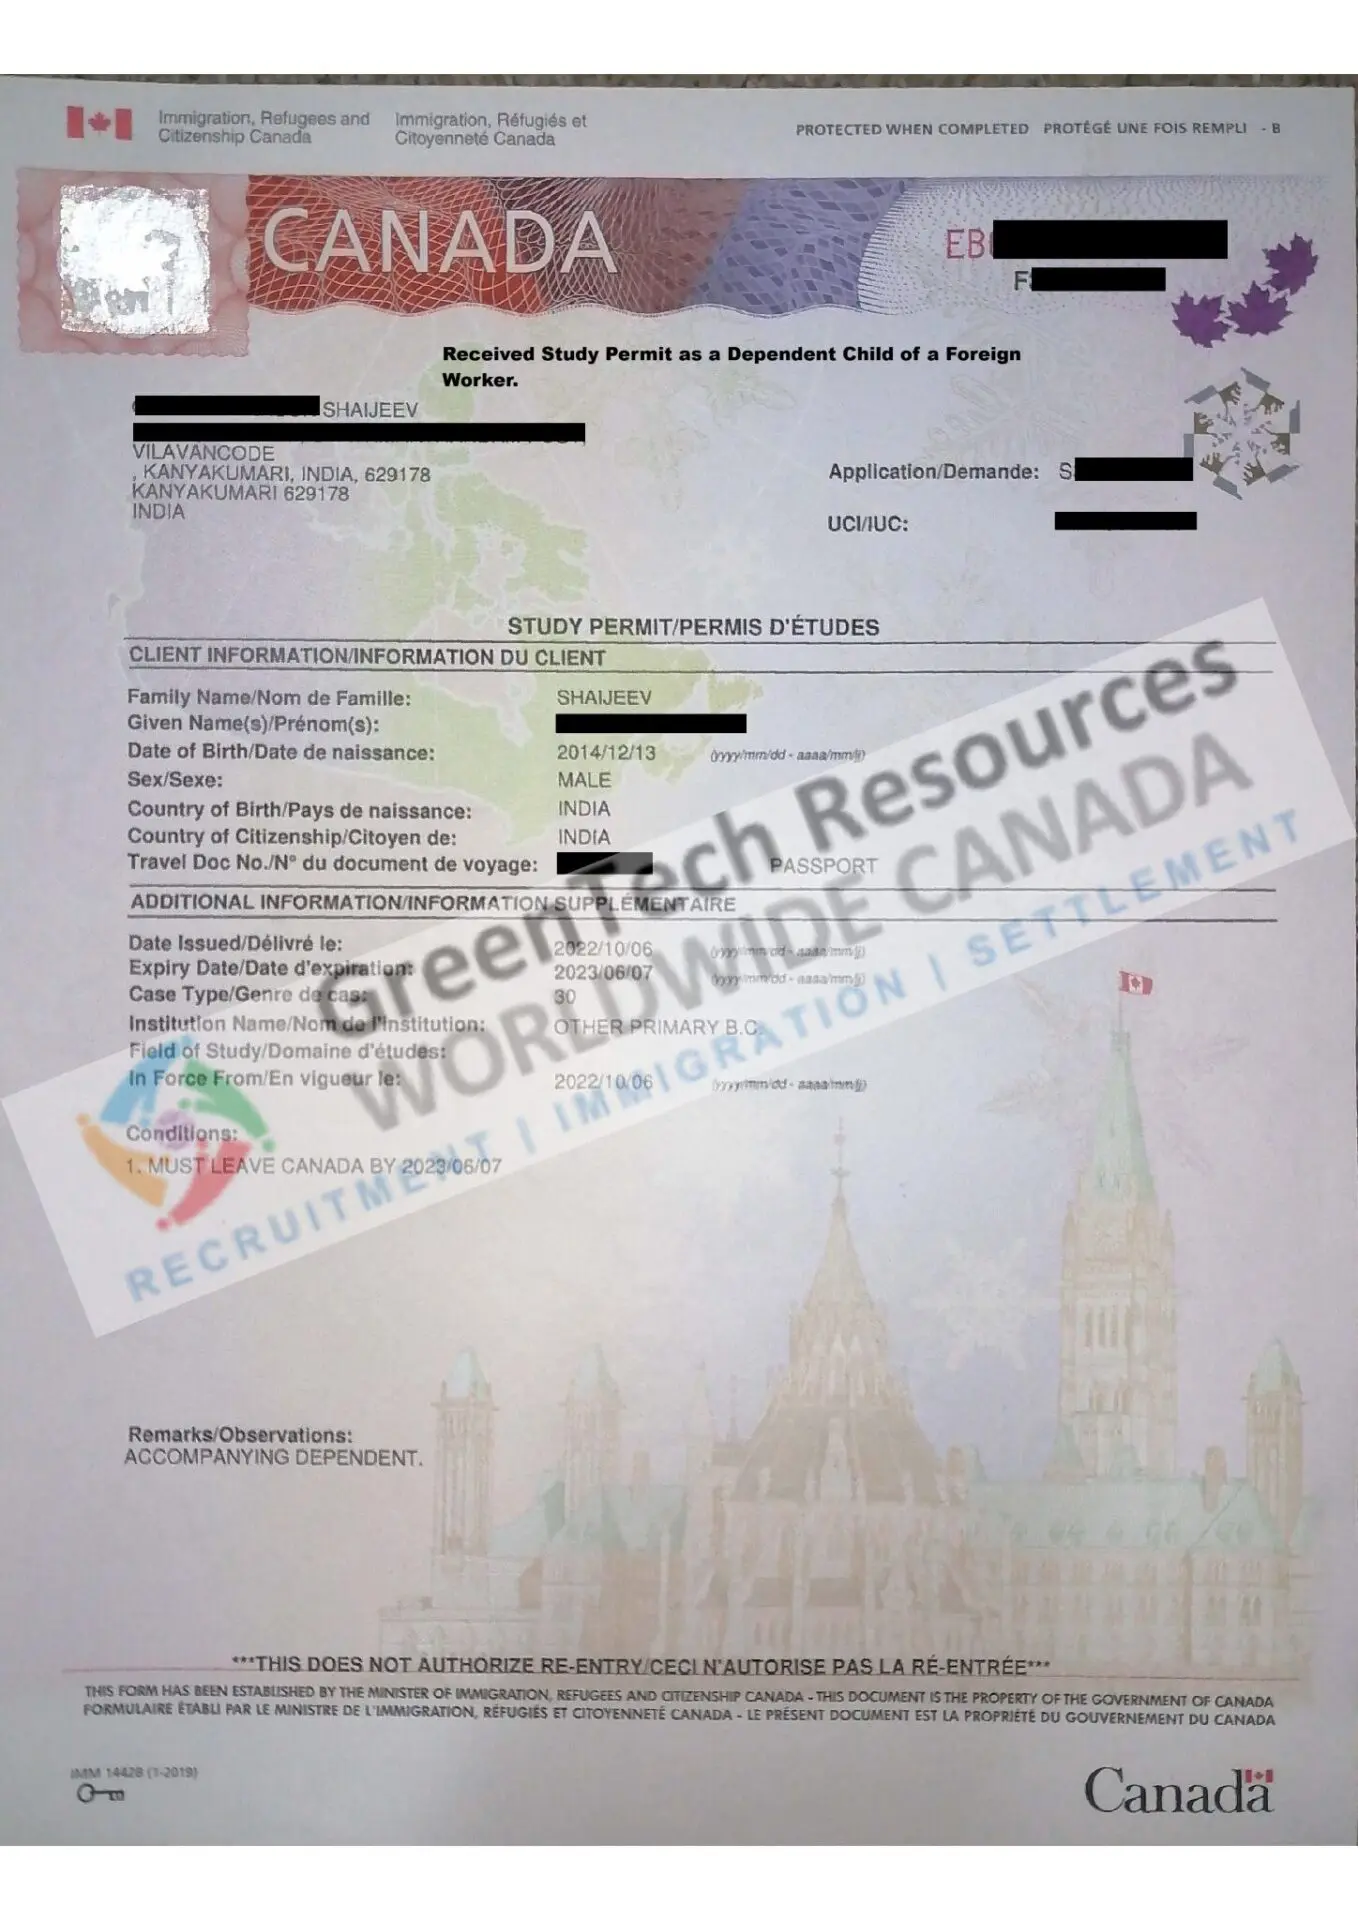 Immigration, Refugees and
Citizenship Canada
Immigration, Réfugiés et
Citoyenneté Canada
PROTECTED WHEN COMPLETED PROTÉGÉ UNE FOIS REMPLI - B
CANADA
EB
F
Received Study Permit as a Dependent Child of a Foreign
Worker.
SHAIJEEV
VILAVANCODE
, KANYAKUMARI, INDIA, 629178
KANYAKUMARI 629178
INDIA
Application/Demande: S
UCI/IUC:
STUDY PERMIT/PERMIS D'ÉTUDES
CLIENT INFORMATION/INFORMATION DU CLIENT
Family Name/Nom de Famille: SHAIJEEV
Given Name(s)/Prénom(s):
Date of Birth/Date de naissance: 2014/12/13 (yyyy/mm/dd - aaaa/mm/jj)
Sex/Sexe: MALE
Country of Birth/Pays de naissance: INDIA
Country of Citizenship/Citoyen de: INDIA
Travel Doc No./N° du document de voyage: PASSPORT
ADDITIONAL INFORMATION/INFORMATION SUPPLÉMENTAIRE
Date Issued/Délivré le: 2022/10/06 (yyyy/mm/dd - aaaa/mm/jj)
Expiry Date/Date d'expiration: 2023/06/07 (yyyy/mm/dd - aaaa/mm/jj)
Case Type/Genre de cas: 30
Institution Name/Nom de l'institution: OTHER PRIMARY B.C.
Field of Study/Domaine d'études:
In Force From/En vigueur le: 2022/10/06 (yyyy/mm/dd - aaaa/mm/jj)
Conditions:
1. MUST LEAVE CANADA BY 2023/06/07
GreenTech Resources
WORLDWIDE CANADA
RECRUITMENT | IMMIGRATION | SETTLEMENT
Remarks/Observations:
ACCOMPANYING DEPENDENT.
***THIS DOES NOT AUTHORIZE RE-ENTRY/CECI N'AUTORISE PAS LA RÉ-ENTRÉE***
THIS FORM HAS BEEN ESTABLISHED BY THE MINISTER OF IMMIGRATION, REFUGEES AND CITIZENSHIP CANADA - THIS DOCUMENT IS THE PROPERTY OF THE GOVERNMENT OF CANADA
FORMULAIRE ÉTABLI PAR LE MINISTRE DE L'IMMIGRATION, RÉFUGIÉS ET CITOYENNETÉ CANADA - LE PRÉSENT DOCUMENT EST LA PROPRIÉTÉ DU GOUVERNEMENT DU CANADA
IMM 1442B (1-2019)
Canada